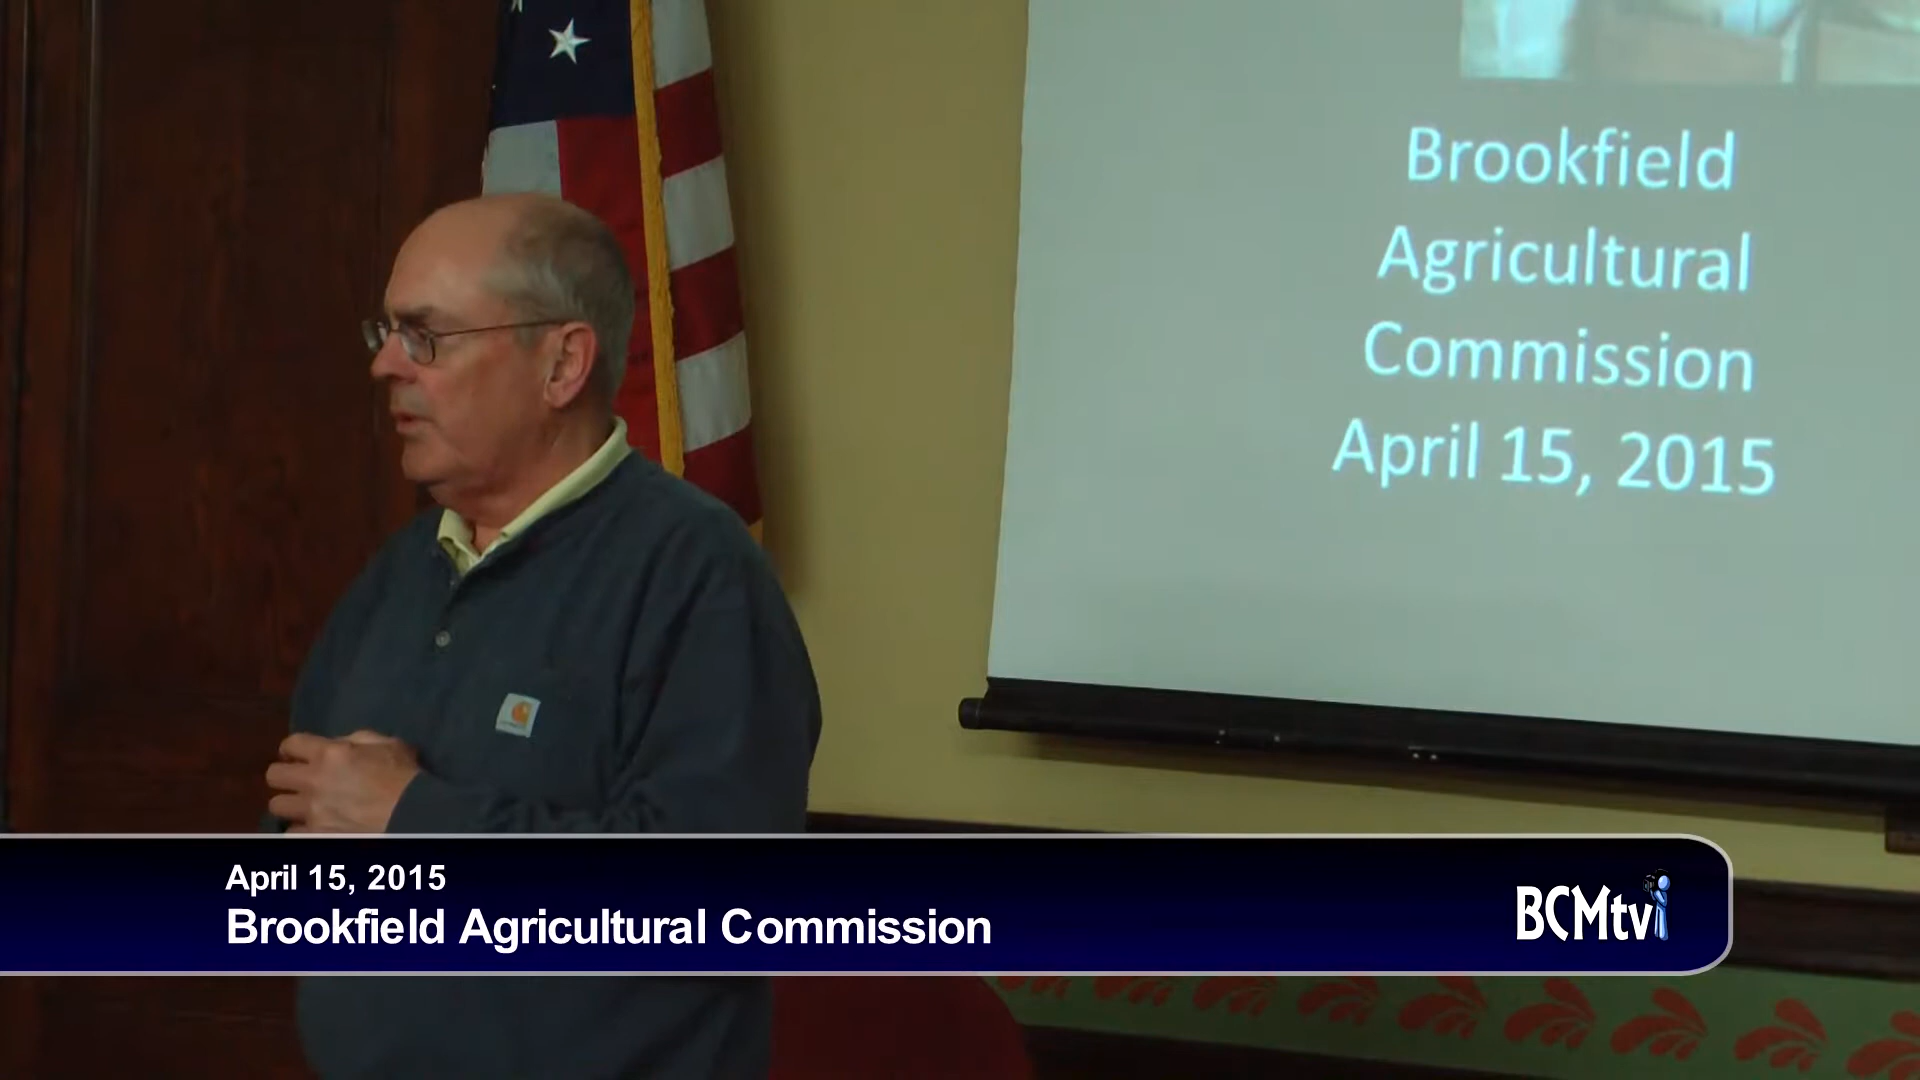 Brookfield
Agricultural
Commission
April 15, 2015
April 15, 2015
Brookfield Agricultural Commission
BCMtv